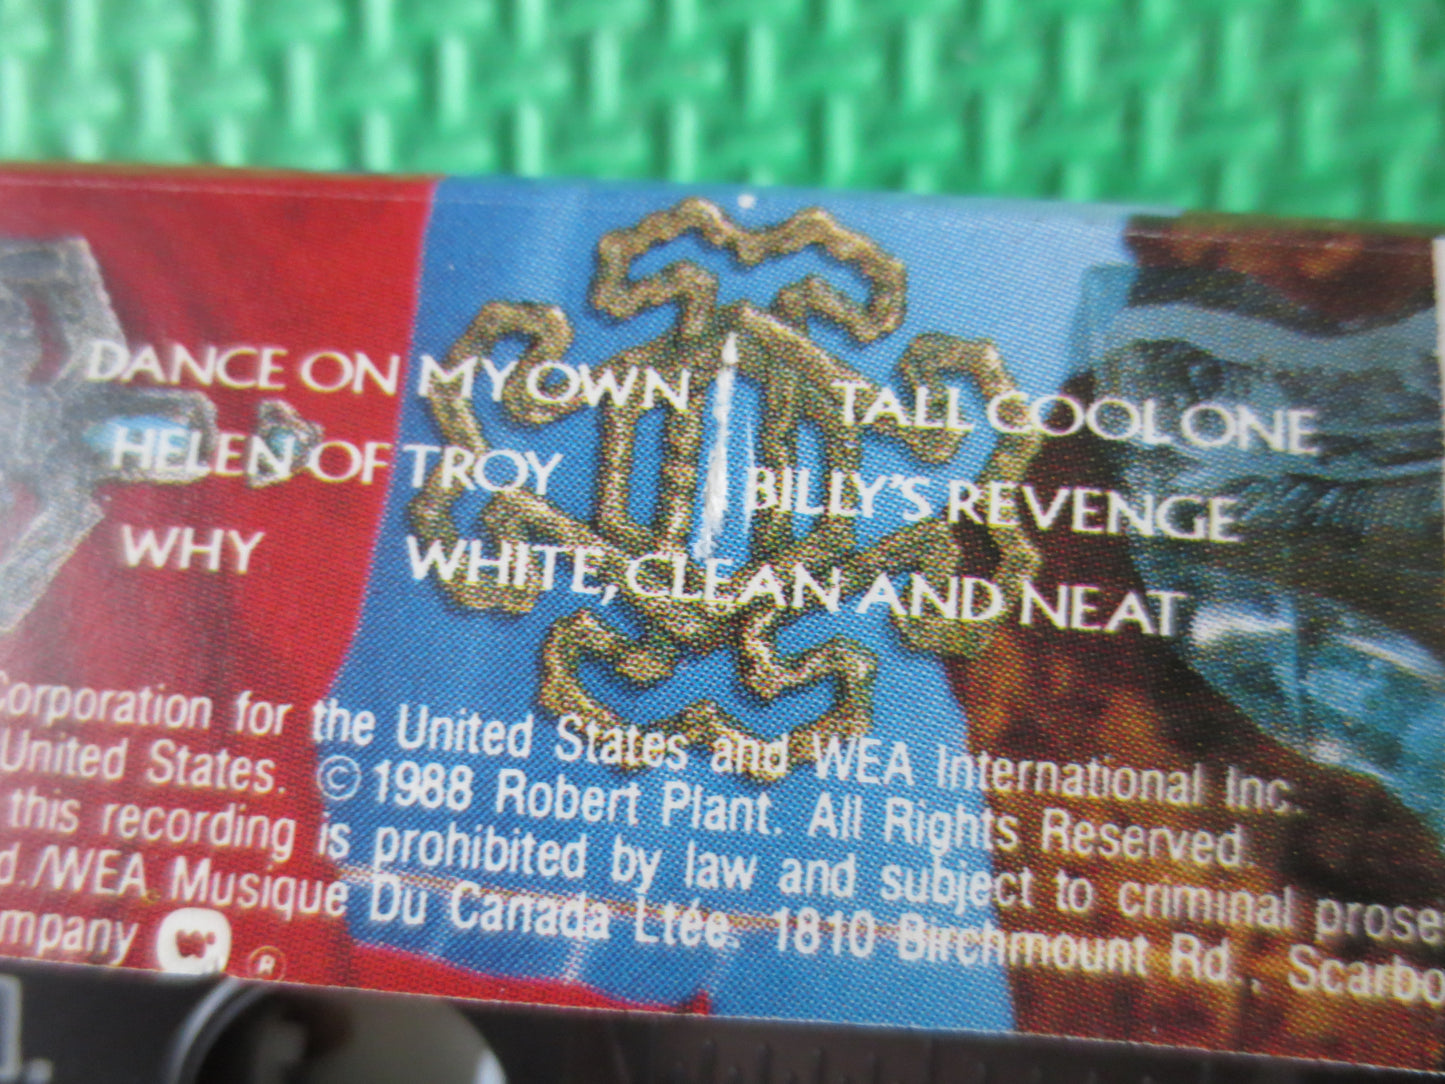 DANCE ON MY OWN TALL COOL ONE
HELEN OF TROY BILLY'S REVENGE
WHY WHITE, CLEAN AND NEAT
Corporation for the United States and WEA International Inc.
United States. © 1988 Robert Plant. All Rights Reserved.
this recording is prohibited by law and subject to criminal prose
d./WEA Musique Du Canada Ltée. 1810 Birchmount Rd., Scarbo
mpany W ®